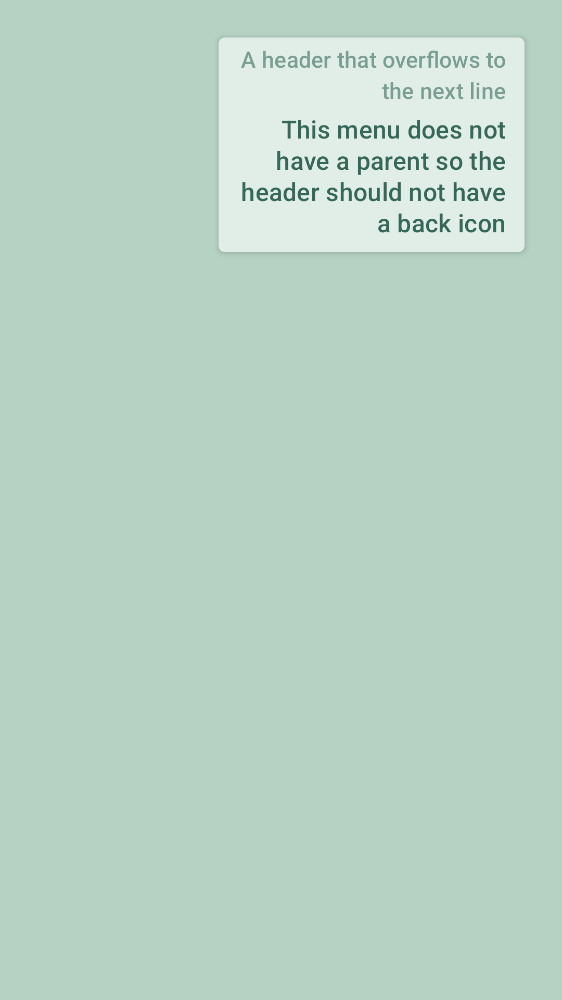 A header that overflows to
the next line
This menu does not
have a parent so the
header should not have
a back icon